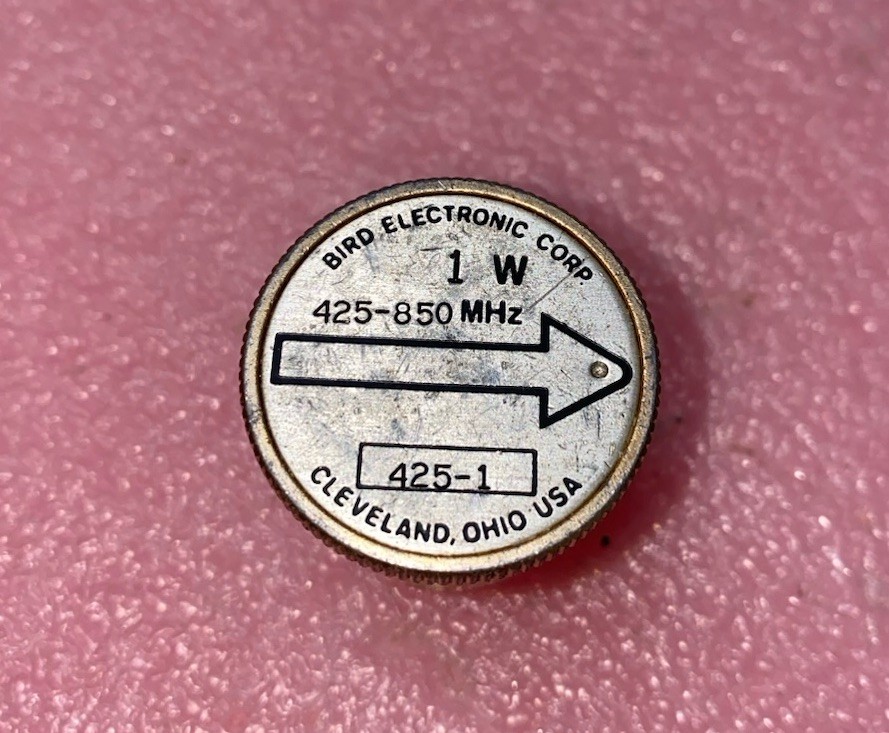 BIRD ELECTRONIC CORP.
1 W
425-850 MHz
425-1
CLEVELAND, OHIO USA